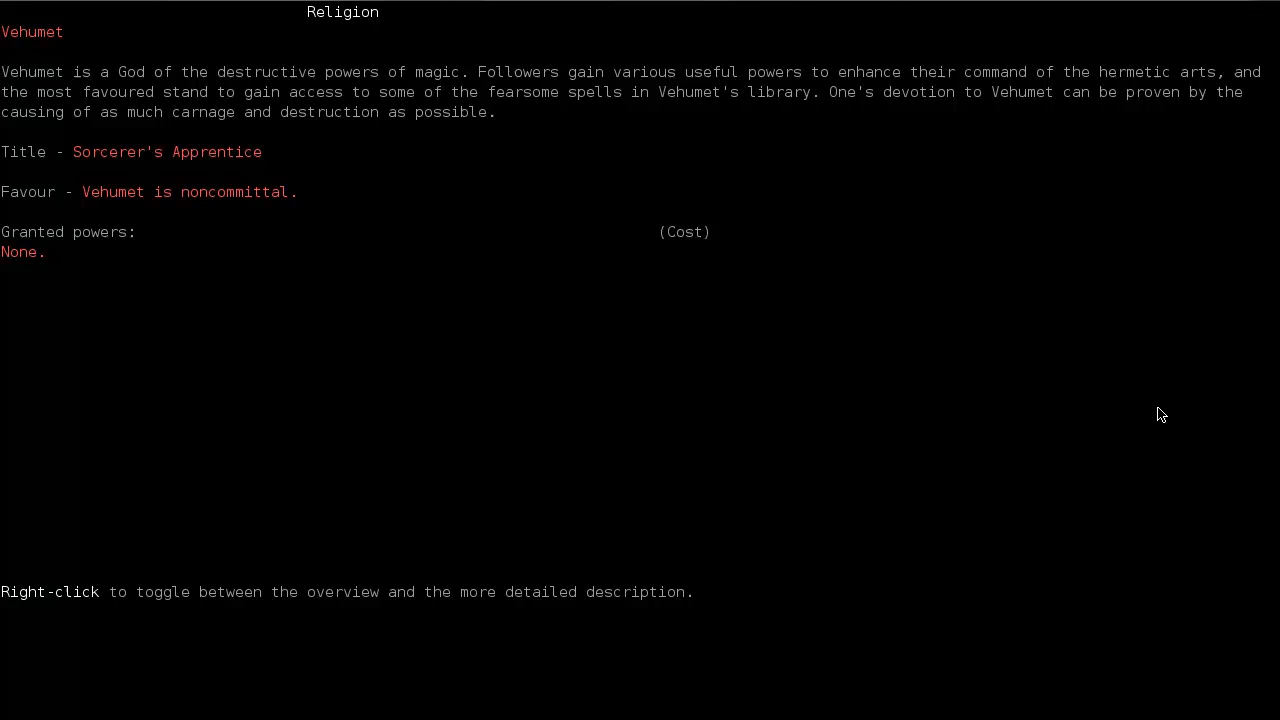 Religion
Vehumet
Vehumet is a God of the destructive powers of magic. Followers gain various useful powers to enhance their command of the hermetic arts, and
the most favoured stand to gain access to some of the fearsome spells in Vehumet's library. One's devotion to Vehumet can be proven by the
causing of as much carnage and destruction as possible.
Title - Sorcerer's Apprentice
Favour - Vehumet is noncommittal.
Granted powers: (Cost)
None.
Right-click to toggle between the overview and the more detailed description.